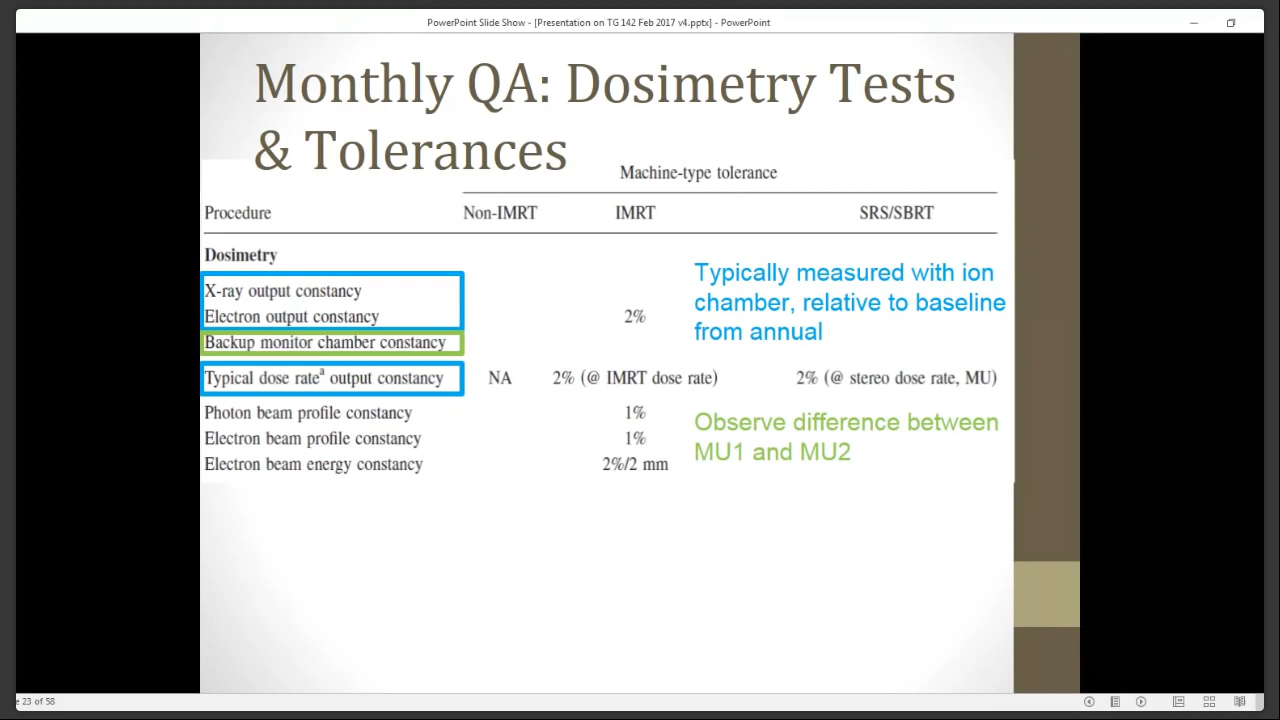 PowerPoint Slide Show - [Presentation on TG 142 Feb 2017 v4.pptx] - PowerPoint
Monthly QA: Dosimetry Tests
& Tolerances
Machine-type tolerance
Procedure Non-IMRT IMRT SRS/SBRT
Dosimetry
X-ray output constancy
Electron output constancy 2%
Backup monitor chamber constancy
Typically measured with ion
chamber, relative to baseline
from annual
Typical dose rateᵃ output constancy NA 2% (@ IMRT dose rate) 2% (@ stereo dose rate, MU)
Photon beam profile constancy 1%
Electron beam profile constancy 1%
Electron beam energy constancy 2%/2 mm
Observe difference between
MU1 and MU2
e 23 of 58